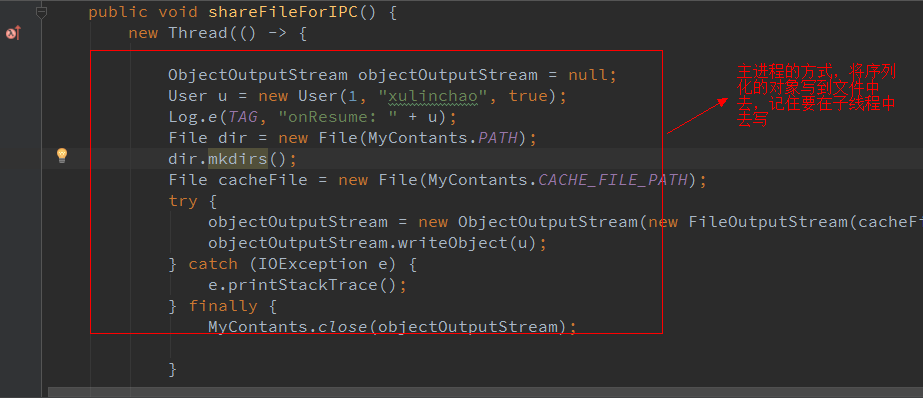 public void shareFileForIPC() {
new Thread(() -> {
ObjectOutputStream objectOutputStream = null;
User u = new User(1, "xulinchao", true);
Log.e(TAG, "onResume: " + u);
File dir = new File(MyContants.PATH);
dir.mkdirs();
File cacheFile = new File(MyContants.CACHE_FILE_PATH);
try {
objectOutputStream = new ObjectOutputStream(new FileOutputStream(cacheFi
objectOutputStream.writeObject(u);
} catch (IOException e) {
e.printStackTrace();
} finally {
MyContants.close(objectOutputStream);
}
主进程的方式，将序列
化的对象写到文件中
去，记住要在子线程中
去写